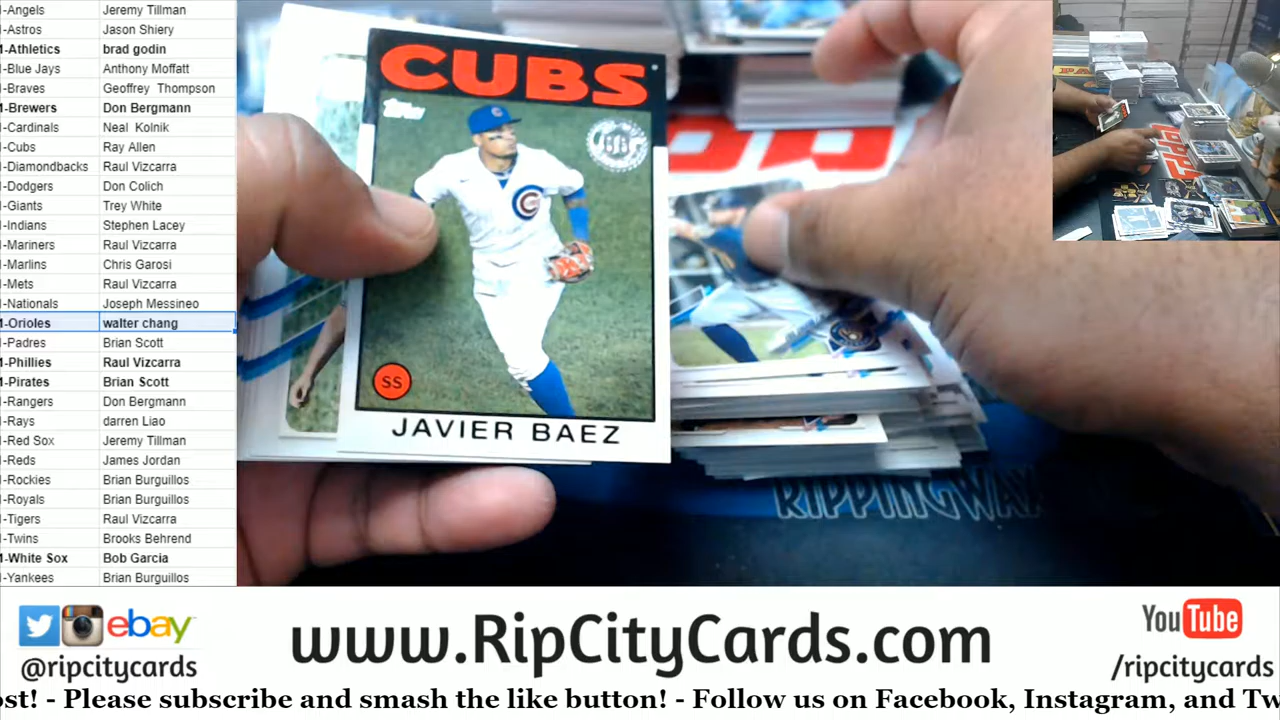 I-Angels Jeremy Tillman
I-Astros Jason Shiery
I-Athletics brad godin
I-Blue Jays Anthony Moffatt
I-Braves Geoffrey Thompson
I-Brewers Don Bergmann
I-Cardinals Neal Kolnik
I-Cubs Ray Allen
I-Diamondbacks Raul Vizcarra
I-Dodgers Don Colich
I-Giants Trey White
I-Indians Stephen Lacey
I-Mariners Raul Vizcarra
I-Marlins Chris Garosi
I-Mets Raul Vizcarra
I-Nationals Joseph Messineo
I-Orioles walter chang
I-Padres Brian Scott
I-Phillies Raul Vizcarra
I-Pirates Brian Scott
I-Rangers Don Bergmann
I-Rays darren Liao
I-Red Sox Jeremy Tillman
I-Reds James Jordan
I-Rockies Brian Burguillos
I-Royals Brian Burguillos
I-Tigers Raul Vizcarra
I-Twins Brooks Behrend
I-White Sox Bob Garcia
I-Yankees Brian Burguillos
CUBS
Topps
C
SS
JAVIER BAEZ
RIPPINGWAX
ebay
@ripcitycards
www.RipCityCards.com
YouTube
/ripcitycards
ost! - Please subscribe and smash the like button! - Follow us on Facebook, Instagram, and Tw